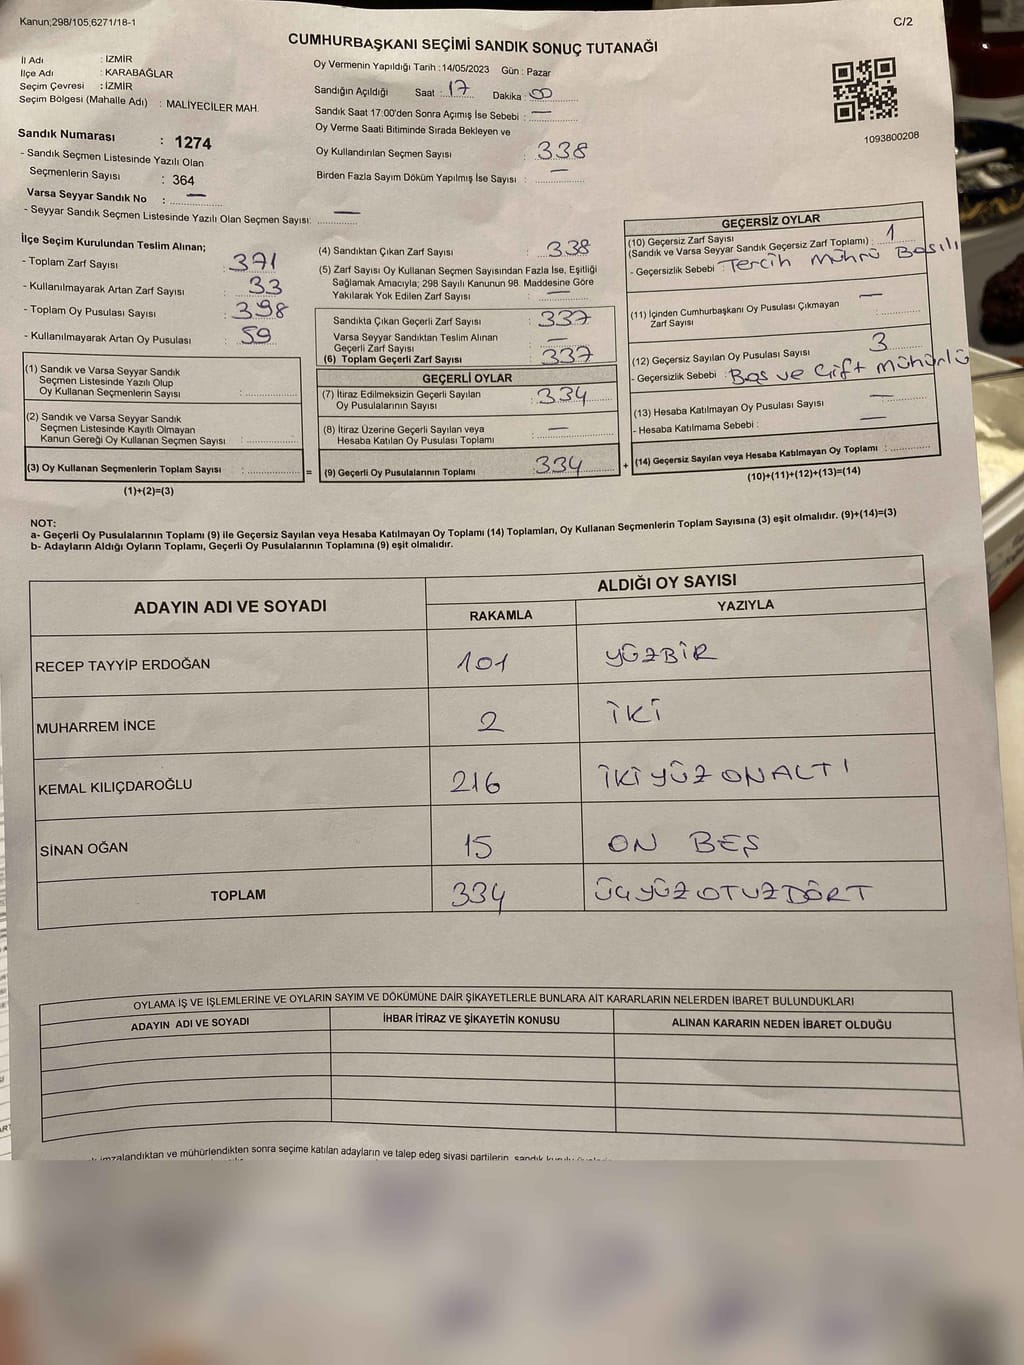 Kanun;298/105,6271/18-1
C/2
CUMHURBAŞKANI SEÇİMİ SANDIK SONUÇ TUTANAĞI
İl Adı : İZMİR
İlçe Adı : KARABAĞLAR
Seçim Çevresi : İZMİR
Seçim Bölgesi (Mahalle Adı) : MALİYECİLER MAH.
Oy Vermenin Yapıldığı Tarih : 14/05/2023 Gün : Pazar
Sandığın Açıldığı Saat : 17 Dakika : 00
Sandık Saat 17:00'den Sonra Açımış İse Sebebi : —
Oy Verme Saati Bitiminde Sırada Bekleyen ve
Oy Kullandırılan Seçmen Sayısı : 338
Birden Fazla Sayım Döküm Yapılmış İse Sayısı : —
1093800208
Sandık Numarası : 1274
- Sandık Seçmen Listesinde Yazılı Olan
Seçmenlerin Sayısı : 364
Varsa Seyyar Sandık No : —
- Seyyar Sandık Seçmen Listesinde Yazılı Olan Seçmen Sayısı: —
İlçe Seçim Kurulundan Teslim Alınan;
- Toplam Zarf Sayısı : 371
- Kullanılmayarak Artan Zarf Sayısı : 33
- Toplam Oy Pusulası Sayısı : 398
- Kullanılmayarak Artan Oy Pusulası : 59
(1) Sandık ve Varsa Seyyar Sandık
Seçmen Listesinde Yazılı Olup
Oy Kullanan Seçmenlerin Sayısı :
(2) Sandık ve Varsa Seyyar Sandık
Seçmen Listesinde Kayıtlı Olmayan
Kanun Gereği Oy Kullanan Seçmen Sayısı :
(3) Oy Kullanan Seçmenlerin Toplam Sayısı : =
(1)+(2)=(3)
(4) Sandıktan Çıkan Zarf Sayısı : 338
(5) Zarf Sayısı Oy Kullanan Seçmen Sayısından Fazla İse, Eşitliği
Sağlamak Amacıyla; 298 Sayılı Kanunun 98. Maddesine Göre
Yakılarak Yok Edilen Zarf Sayısı : —
Sandıkta Çıkan Geçerli Zarf Sayısı : 337
Varsa Seyyar Sandıktan Teslim Alınan
Geçerli Zarf Sayısı : —
(6) Toplam Geçerli Zarf Sayısı : 337
GEÇERLİ OYLAR
(7) İtiraz Edilmeksizin Geçerli Sayılan
Oy Pusulalarının Sayısı : 334
(8) İtiraz Üzerine Geçerli Sayılan veya
Hesaba Katılan Oy Pusulası Toplamı : —
(9) Geçerli Oy Pusulalarının Toplamı : 334 +
GEÇERSİZ OYLAR
(10) Geçersiz Zarf Sayısı
(Sandık ve Varsa Seyyar Sandık Geçersiz Zarf Toplamı) : 1
- Geçersizlik Sebebi : Tercih mührü Basılı
(11) İçinden Cumhurbaşkanı Oy Pusulası Çıkmayan
Zarf Sayısı : —
(12) Geçersiz Sayılan Oy Pusulası Sayısı : 3
- Geçersizlik Sebebi : Boş ve Çift mühürlü
(13) Hesaba Katılmayan Oy Pusulası Sayısı : —
- Hesaba Katılmama Sebebi : —
(14) Geçersiz Sayılan veya Hesaba Katılmayan Oy Toplamı :
(10)+(11)+(12)+(13)=(14)
NOT:
a- Geçerli Oy Pusulalarının Toplamı (9) ile Geçersiz Sayılan veya Hesaba Katılmayan Oy Toplamı (14) Toplamları, Oy Kullanan Seçmenlerin Toplam Sayısına (3) eşit olmalıdır. (9)+(14)=(3)
b- Adayların Aldığı Oyların Toplamı, Geçerli Oy Pusulalarının Toplamına (9) eşit olmalıdır.
ADAYIN ADI VE SOYADI
ALDIĞI OY SAYISI
RAKAMLA YAZIYLA
RECEP TAYYİP ERDOĞAN 101 YÜZBİR
MUHARREM İNCE 2 İKİ
KEMAL KILIÇDAROĞLU 216 İKİYÜZONALTI
SİNAN OĞAN 15 ON BEŞ
TOPLAM 334 ÜÇYÜZOTUZDÖRT
OYLAMA İŞ VE İŞLEMLERİNE VE OYLARIN SAYIM VE DÖKÜMÜNE DAİR ŞİKAYETLERLE BUNLARA AİT KARARLARIN NELERDEN İBARET BULUNDUKLARI
ADAYIN ADI VE SOYADI İHBAR İTİRAZ VE ŞİKAYETİN KONUSU ALINAN KARARIN NEDEN İBARET OLDUĞU
imzalandıktan ve mühürlendikten sonra seçime katılan adayların ve talep eden siyasi partilerin, sandık